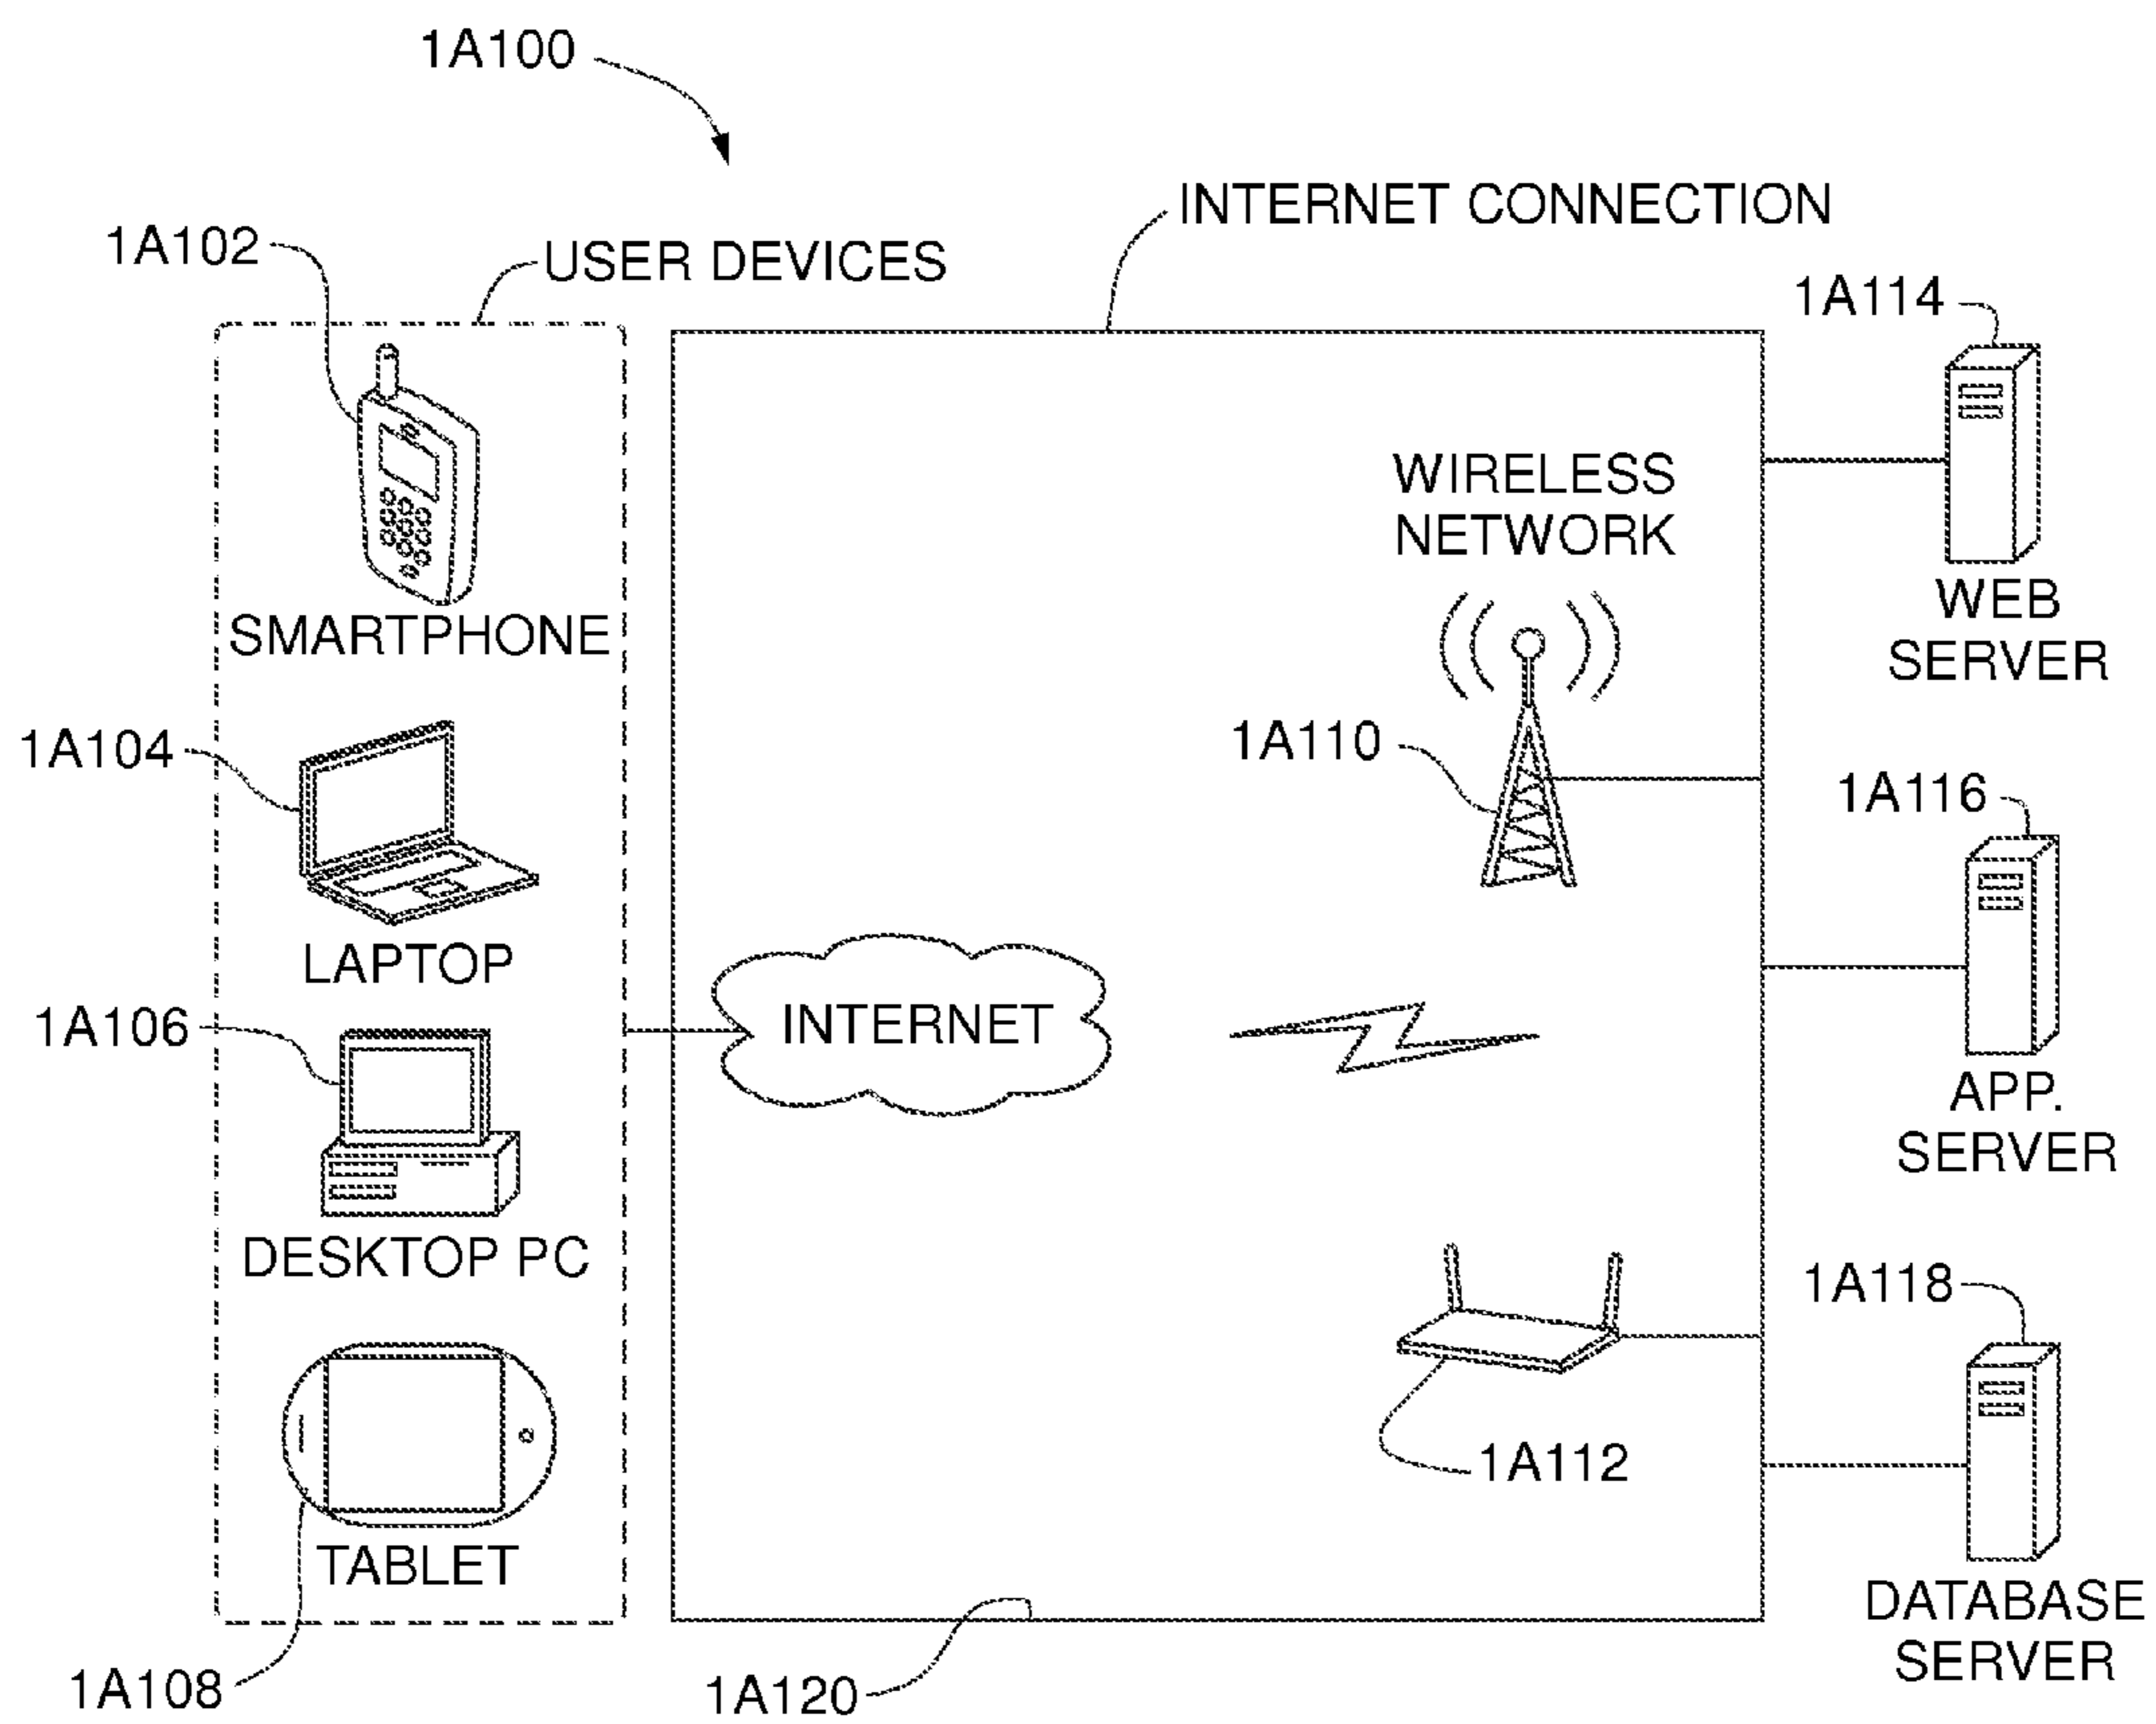 1A100
INTERNET CONNECTION
1A102
USER DEVICES
1A114
WIRELESS
NETWORK
WEB
SERVER
SMARTPHONE
1A104
1A110
1A116
LAPTOP
INTERNET
1A106
APP.
SERVER
DESKTOP PC
1A118
1A112
TABLET
DATABASE
SERVER
1A108
1A120